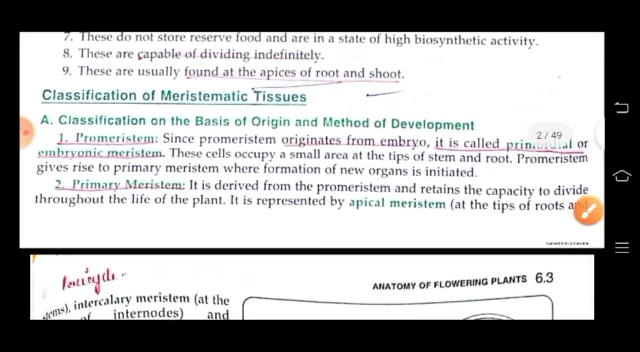 7. These do not store reserve food and are in a state of high biosynthetic activity.
8. These are capable of dividing indefinitely.
9. These are usually found at the apices of root and shoot.
Classification of Meristematic Tissues
A. Classification on the Basis of Origin and Method of Development
1. Promeristem: Since promeristem originates from embryo, it is called primordial or
2 / 49
embryonic meristem. These cells occupy a small area at the tips of stem and root. Promeristem
gives rise to primary meristem where formation of new organs is initiated.
2. Primary Meristem: It is derived from the promeristem and retains the capacity to divide
throughout the life of the plant. It is represented by apical meristem (at the tips of roots and
ANATOMY OF FLOWERING PLANTS 6.3
stems), intercalary meristem (at the
of internodes) and